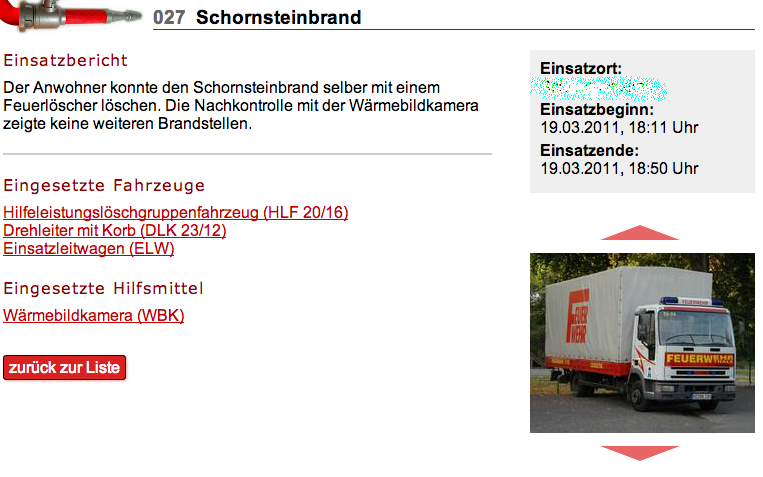 027 Schornsteinbrand
Einsatzbericht
Der Anwohner konnte den Schornsteinbrand selber mit einem
Feuerlöscher löschen. Die Nachkontrolle mit der Wärmebildkamera
zeigte keine weiteren Brandstellen.
Eingesetzte Fahrzeuge
Hilfeleistungslöschgruppenfahrzeug (HLF 20/16)
Drehleiter mit Korb (DLK 23/12)
Einsatzleitwagen (ELW)
Eingesetzte Hilfsmittel
Wärmebildkamera (WBK)
zurück zur Liste
Einsatzort:
Einsatzbeginn:
19.03.2011, 18:11 Uhr
Einsatzende:
19.03.2011, 18:50 Uhr
FEUER
WEHR
FEUERWEHR
FEUERWEHR
THALE